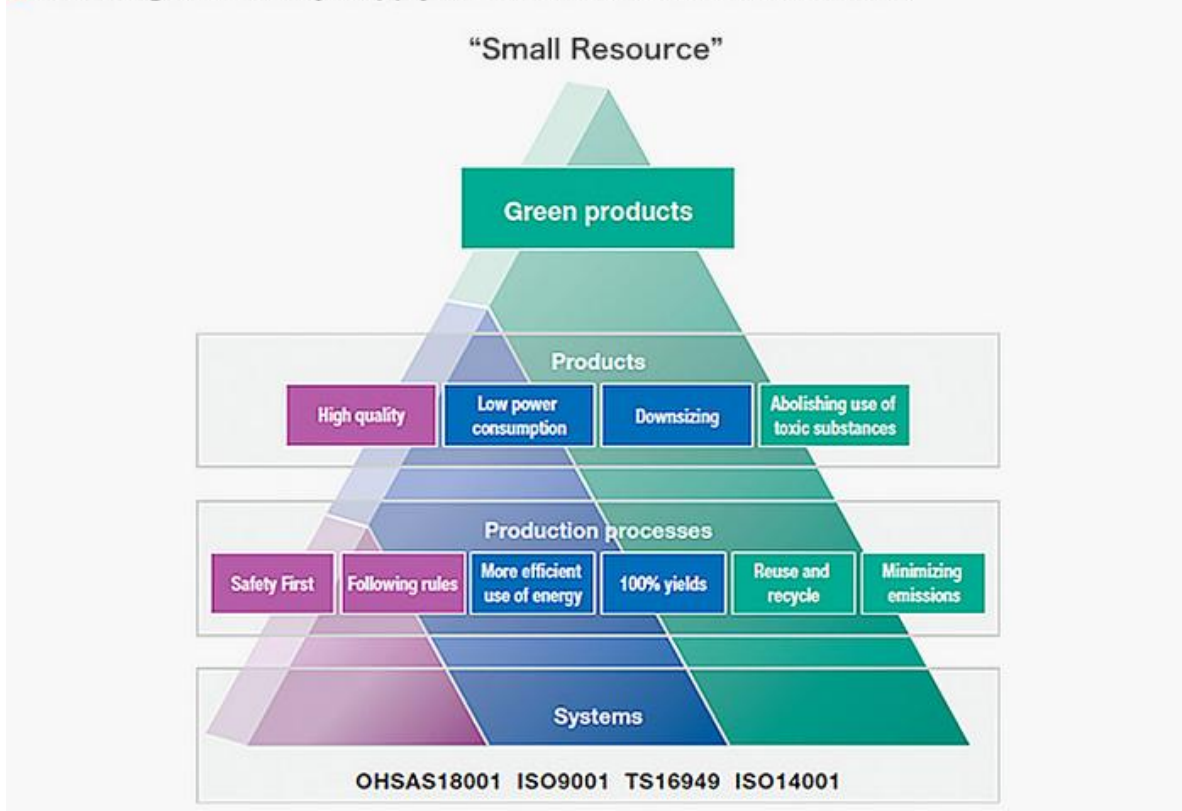 “Small Resource”
Green products
Products
High quality
Low power
consumption
Downsizing
Abolishing use of
toxic substances
Production processes
Safety First
Following rules
More efficient
use of energy
100% yields
Reuse and
recycle
Minimizing
emissions
Systems
OHSAS18001 ISO9001 TS16949 ISO14001